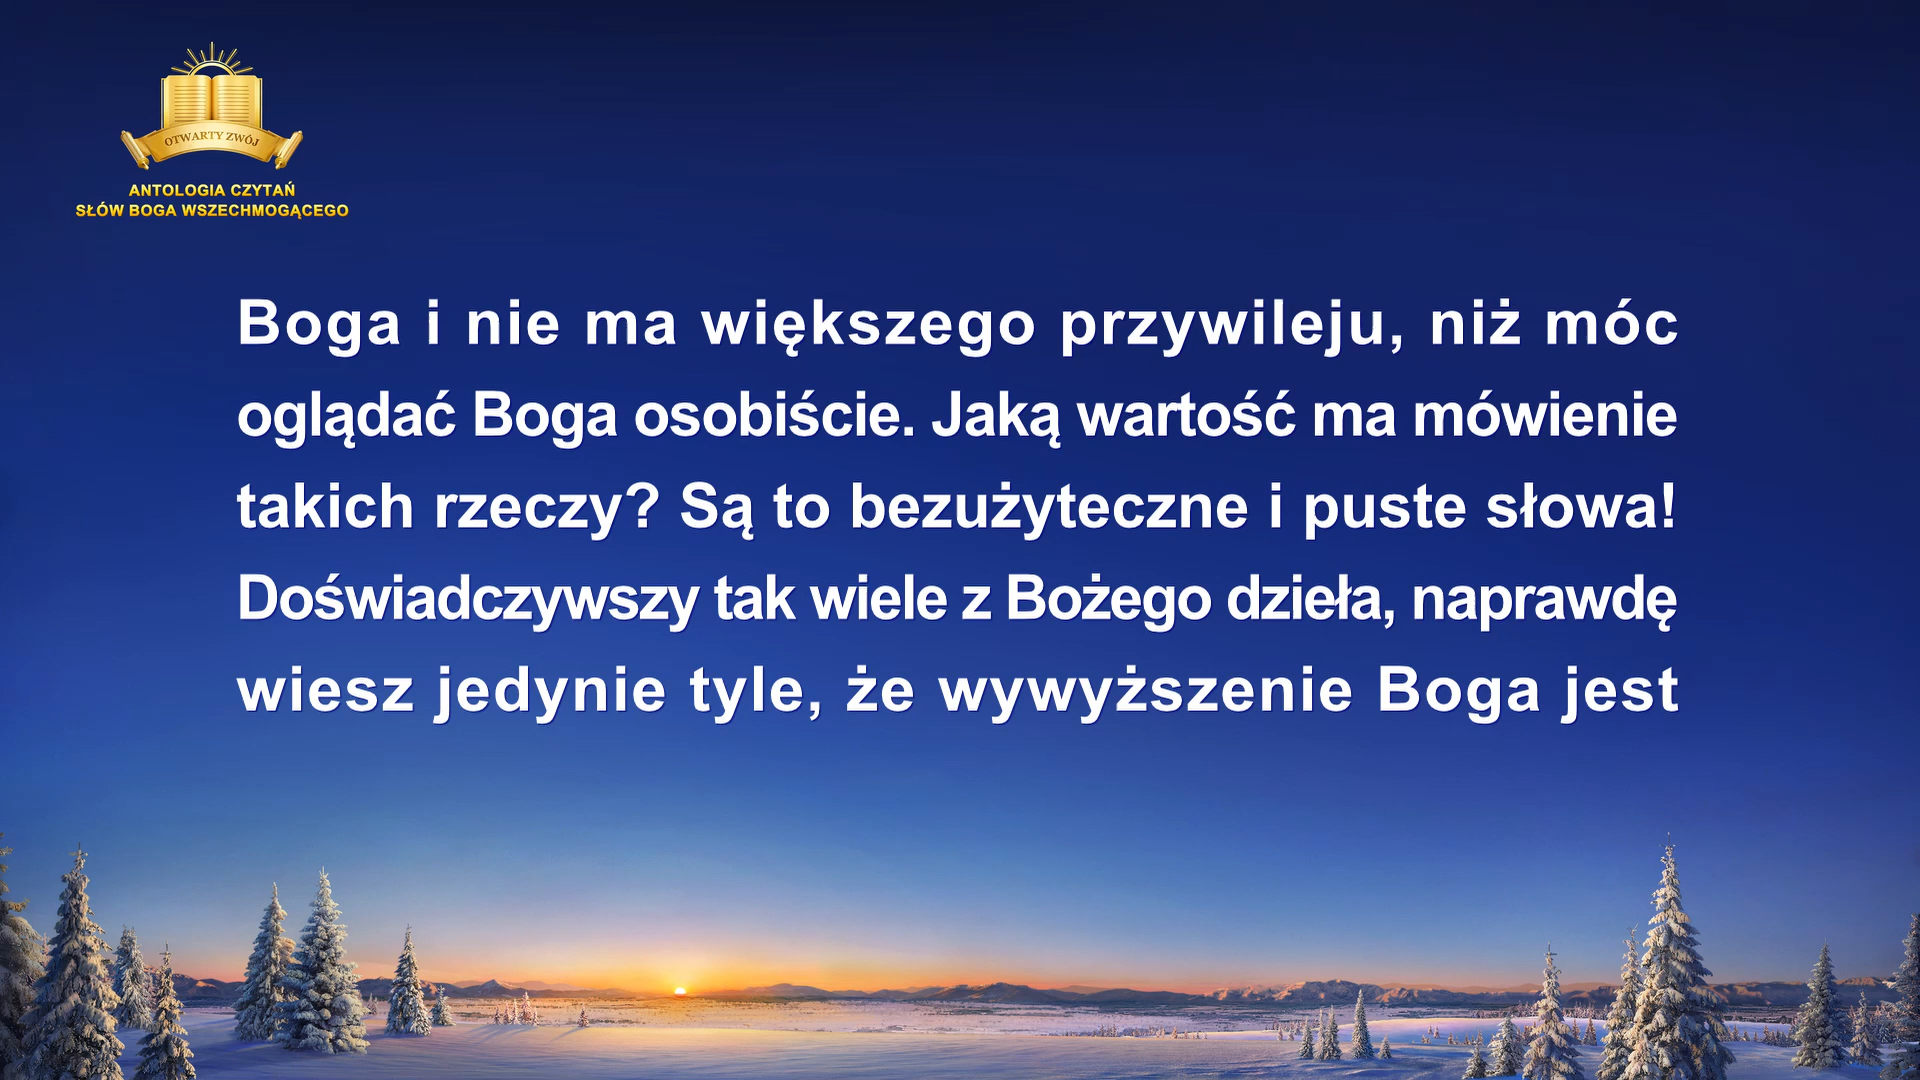 OTWARTY ZWÓJ
ANTOLOGIA CZYTAŃ
SŁÓW BOGA WSZECHMOGĄCEGO
Boga i nie ma większego przywileju, niż móc
oglądać Boga osobiście. Jaką wartość ma mówienie
takich rzeczy? Są to bezużyteczne i puste słowa!
Doświadczywszy tak wiele z Bożego dzieła, naprawdę
wiesz jedynie tyle, że wywyższenie Boga jest